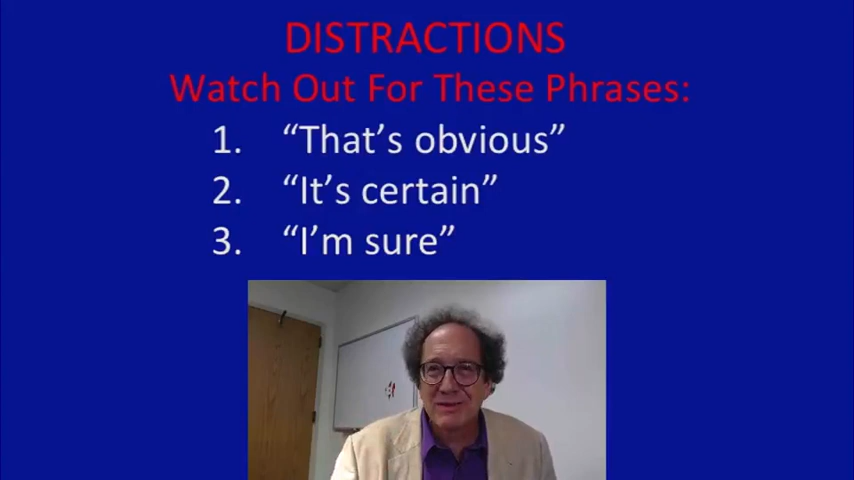 DISTRACTIONS
Watch Out For These Phrases:
1. “That’s obvious”
2. “It’s certain”
3. “I’m sure”